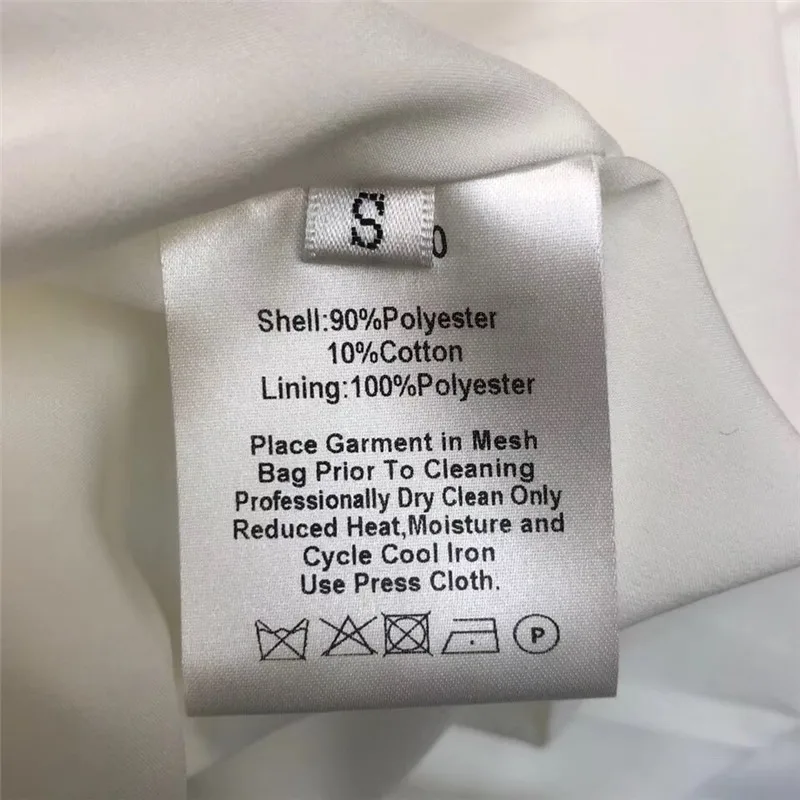 S
0
Shell:90%Polyester
10%Cotton
Lining:100%Polyester
Place Garment in Mesh
Bag Prior To Cleaning
Professionally Dry Clean Only
Reduced Heat,Moisture and
Cycle Cool Iron
Use Press Cloth.
P